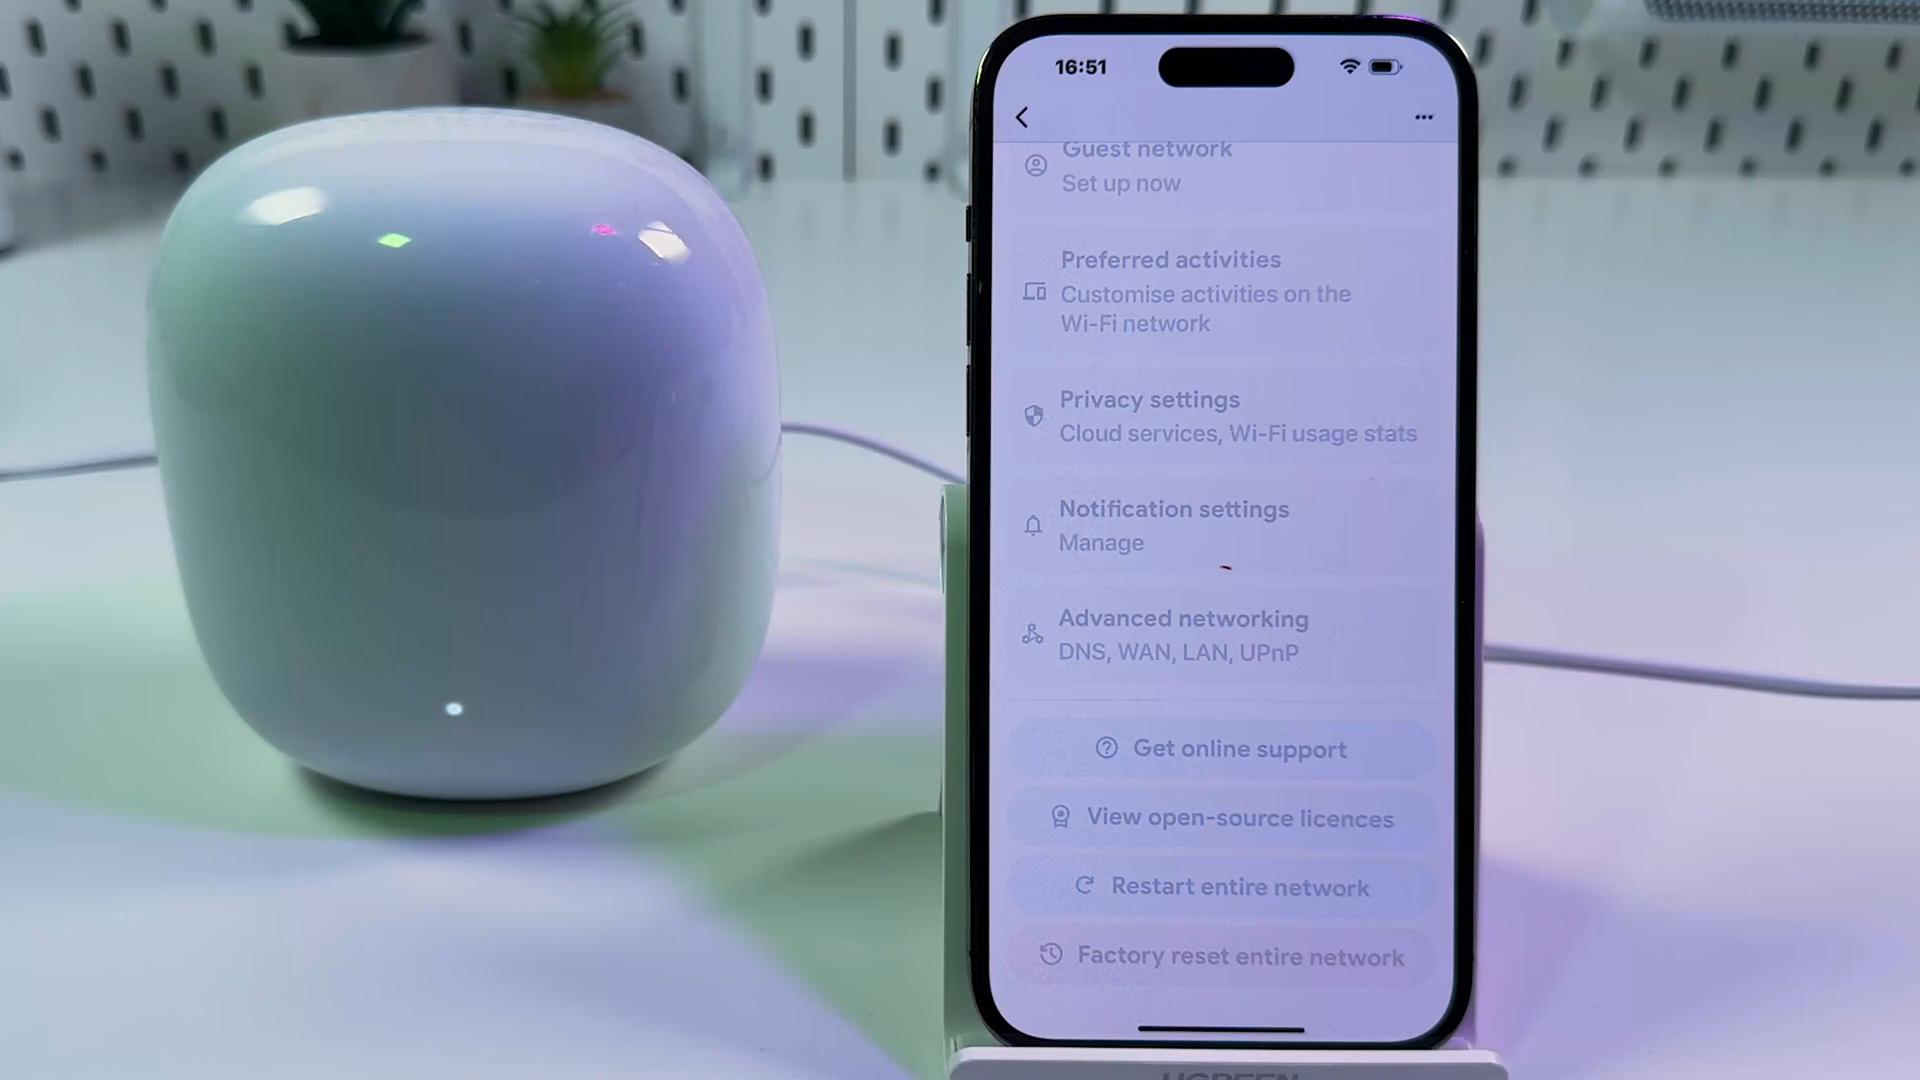 16:51
Guest network
Set up now
Preferred activities
Customise activities on the
Wi-Fi network
Privacy settings
Cloud services, Wi-Fi usage stats
Notification settings
Manage
Advanced networking
DNS, WAN, LAN, UPnP
Get online support
View open-source licences
Restart entire network
Factory reset entire network
UGREEN